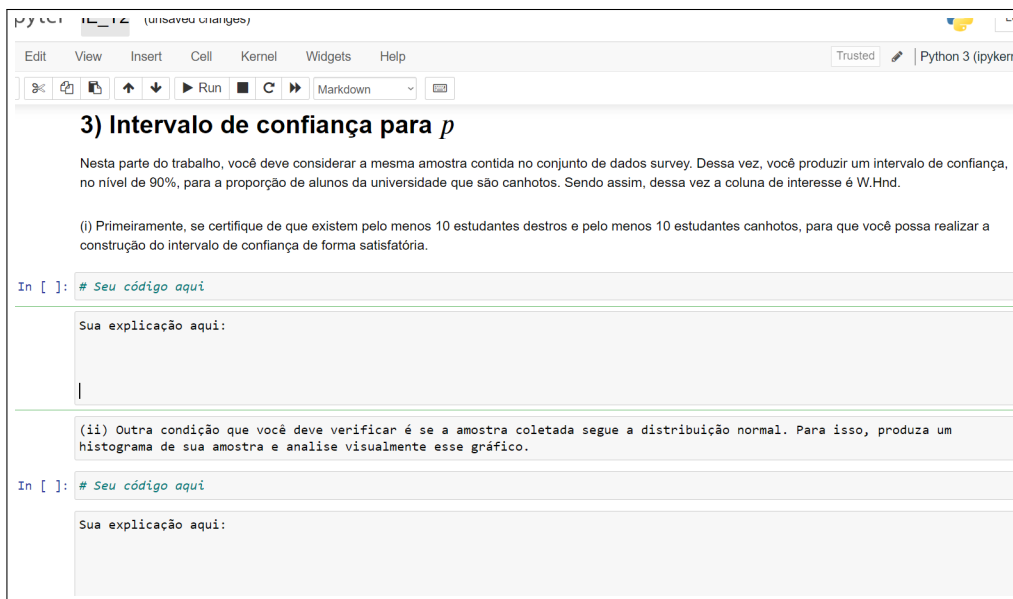 (unsaved changes)
Edit View Insert Cell Kernel Widgets Help Trusted Python 3 (ipykern
Run Markdown
3) Intervalo de confiança para p
Nesta parte do trabalho, você deve considerar a mesma amostra contida no conjunto de dados survey. Dessa vez, você produzir um intervalo de confiança,
no nível de 90%, para a proporção de alunos da universidade que são canhotos. Sendo assim, dessa vez a coluna de interesse é W.Hnd.
(i) Primeiramente, se certifique de que existem pelo menos 10 estudantes destros e pelo menos 10 estudantes canhotos, para que você possa realizar a
construção do intervalo de confiança de forma satisfatória.
In [ ]: # Seu código aqui
Sua explicação aqui:
(ii) Outra condição que você deve verificar é se a amostra coletada segue a distribuição normal. Para isso, produza um
histograma de sua amostra e analise visualmente esse gráfico.
In [ ]: # Seu código aqui
Sua explicação aqui: